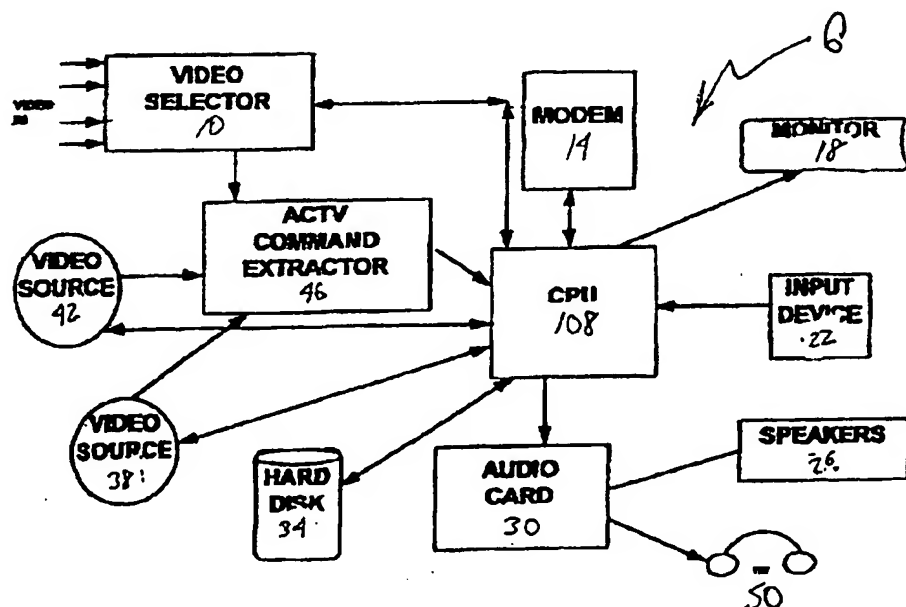 6
VIDEO
SELECTOR
10
VIDEO
MODEM
14
MONITOR
18
ACTV
COMMAND
EXTRACTOR
46
VIDEO
SOURCE
42
CPU
108
INPUT
DEVICE
22
VIDEO
SOURCE
38
HARD
DISK
34
AUDIO
CARD
30
SPEAKERS
26
50